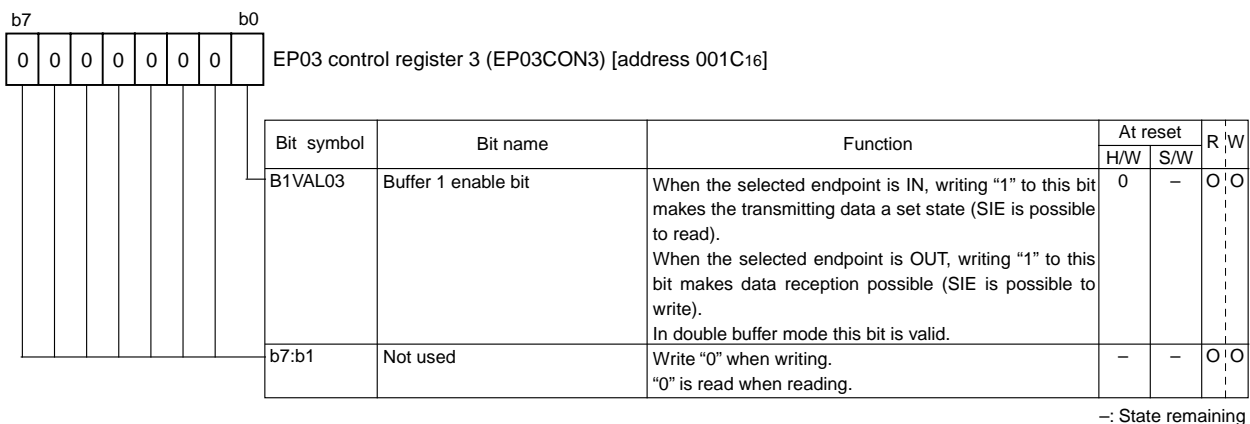 b7 b0
0 0 0 0 0 0 0 EP03 control register 3 (EP03CON3) [address 001C16]
Bit symbol Bit name Function At reset R W
H/W S/W
B1VAL03 Buffer 1 enable bit When the selected endpoint is IN, writing “1” to this bit 0 – O O
makes the transmitting data a set state (SIE is possible
to read).
When the selected endpoint is OUT, writing “1” to this
bit makes data reception possible (SIE is possible to
write).
In double buffer mode this bit is valid.
b7:b1 Not used Write “0” when writing. – – O O
“0” is read when reading.
–: State remaining